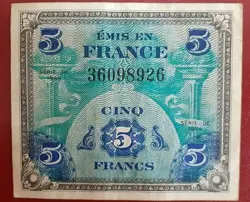 5 ÉMIS EN 5
FRANCE
SÉRIE DE
36098926
CINQ
5
SÉRIE DE
FRANCS
5 5